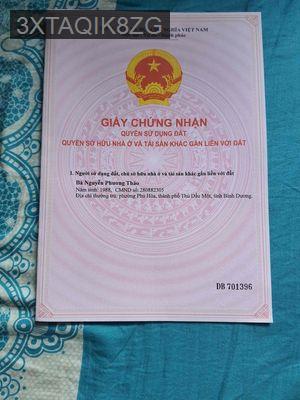 3XTAQIK8ZG
NGHĨA VIỆT NAM
phúc
GIẤY CHỨNG NHẬN
QUYỀN SỬ DỤNG ĐẤT
QUYỀN SỞ HỮU NHÀ Ở VÀ TÀI SẢN KHÁC GẮN LIỀN VỚI ĐẤT
I. Người sử dụng đất, chủ sở hữu nhà ở và tài sản khác gắn liền với đất
Bà Nguyễn Phương Thảo
Năm sinh: 1988, CMND số: 280882305
Địa chỉ thường trú: phường Phú Hòa, thành phố Thủ Dầu Một, tỉnh Bình Dương.
DB 701396